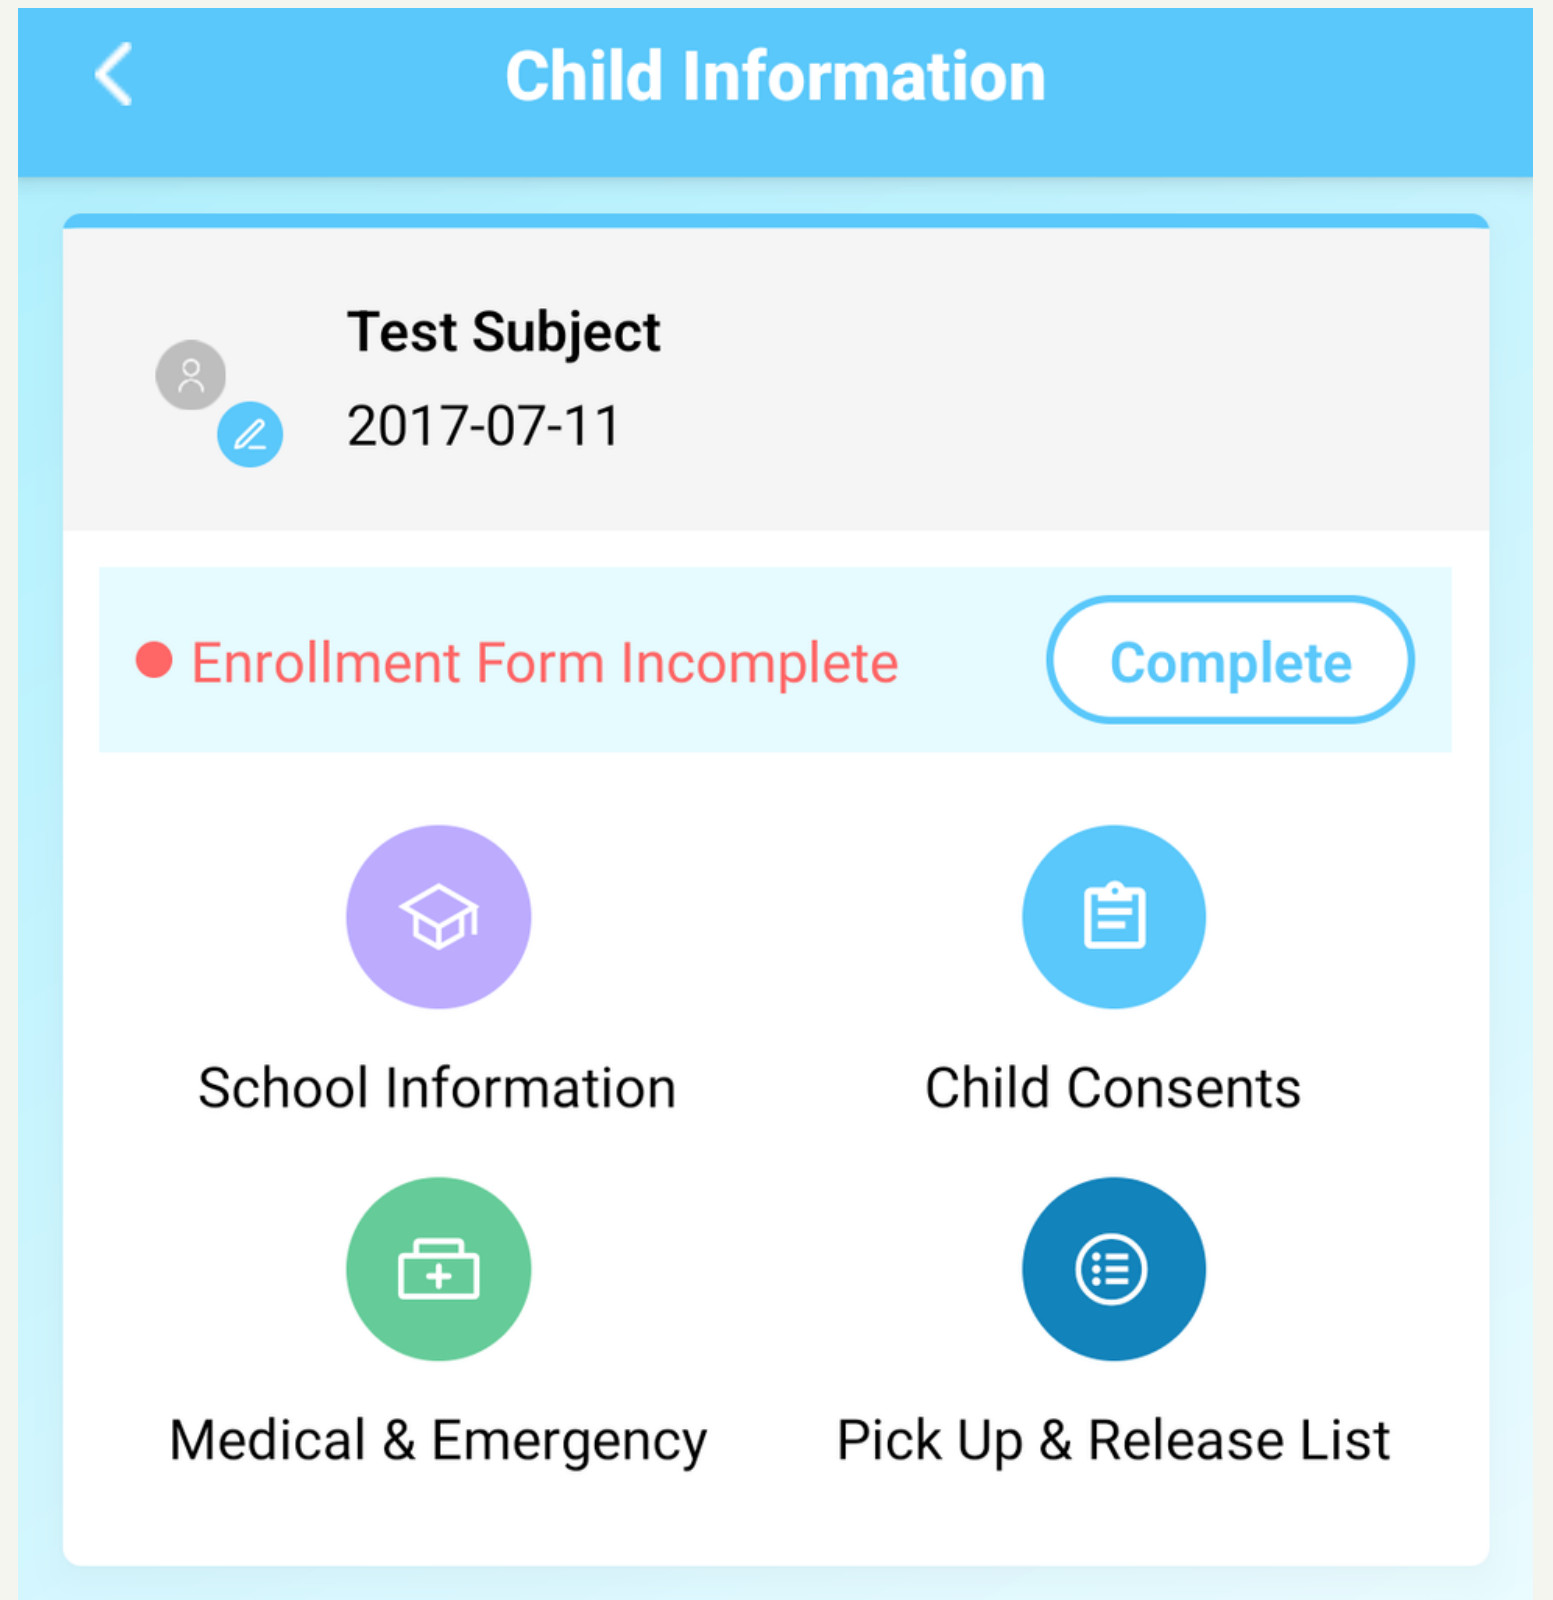 Child Information
Test Subject
2017-07-11
Enrollment Form Incomplete
Complete
School Information
Child Consents
Medical & Emergency
Pick Up & Release List